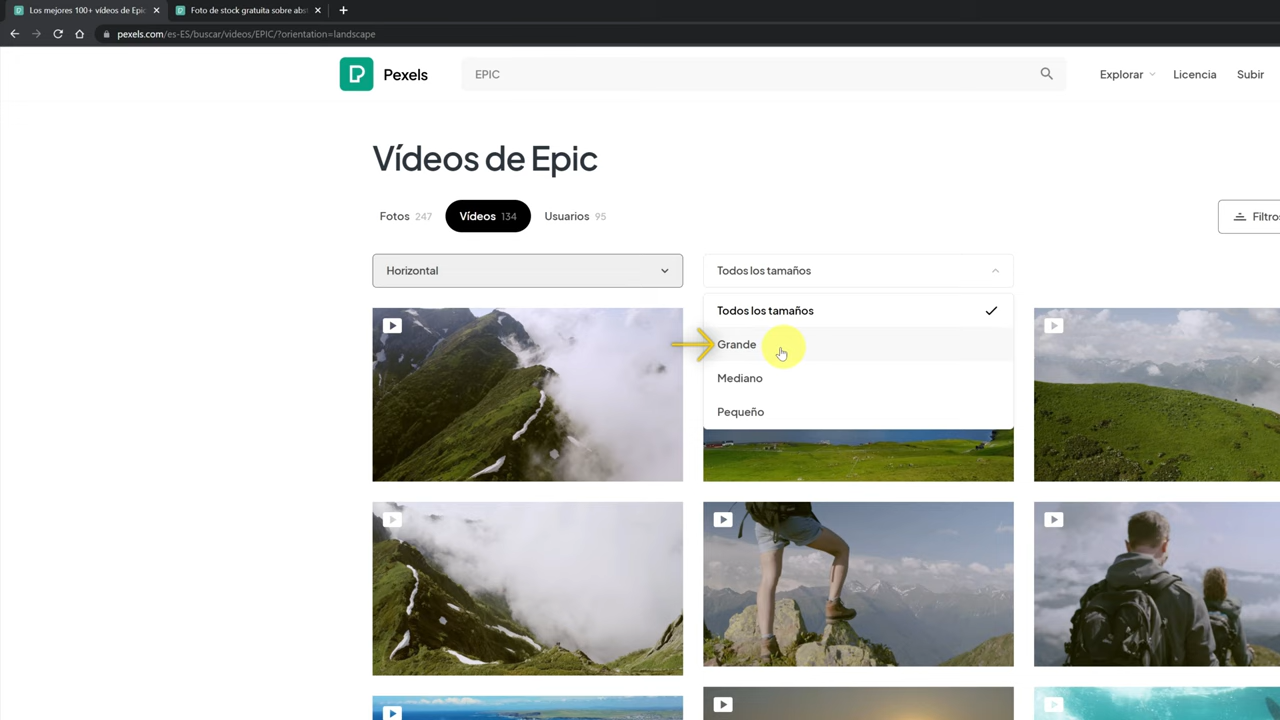 Los mejores 100+ vídeos de Epic
Foto de stock gratuita sobre abs
pexels.com/es-ES/buscar/videos/EPIC/?orientation=landscape
Pexels
EPIC
Explorar
Licencia
Subir
Vídeos de Epic
Fotos 247
Vídeos 134
Usuarios 95
Filtros
Horizontal
Todos los tamaños
Todos los tamaños
Grande
Mediano
Pequeño